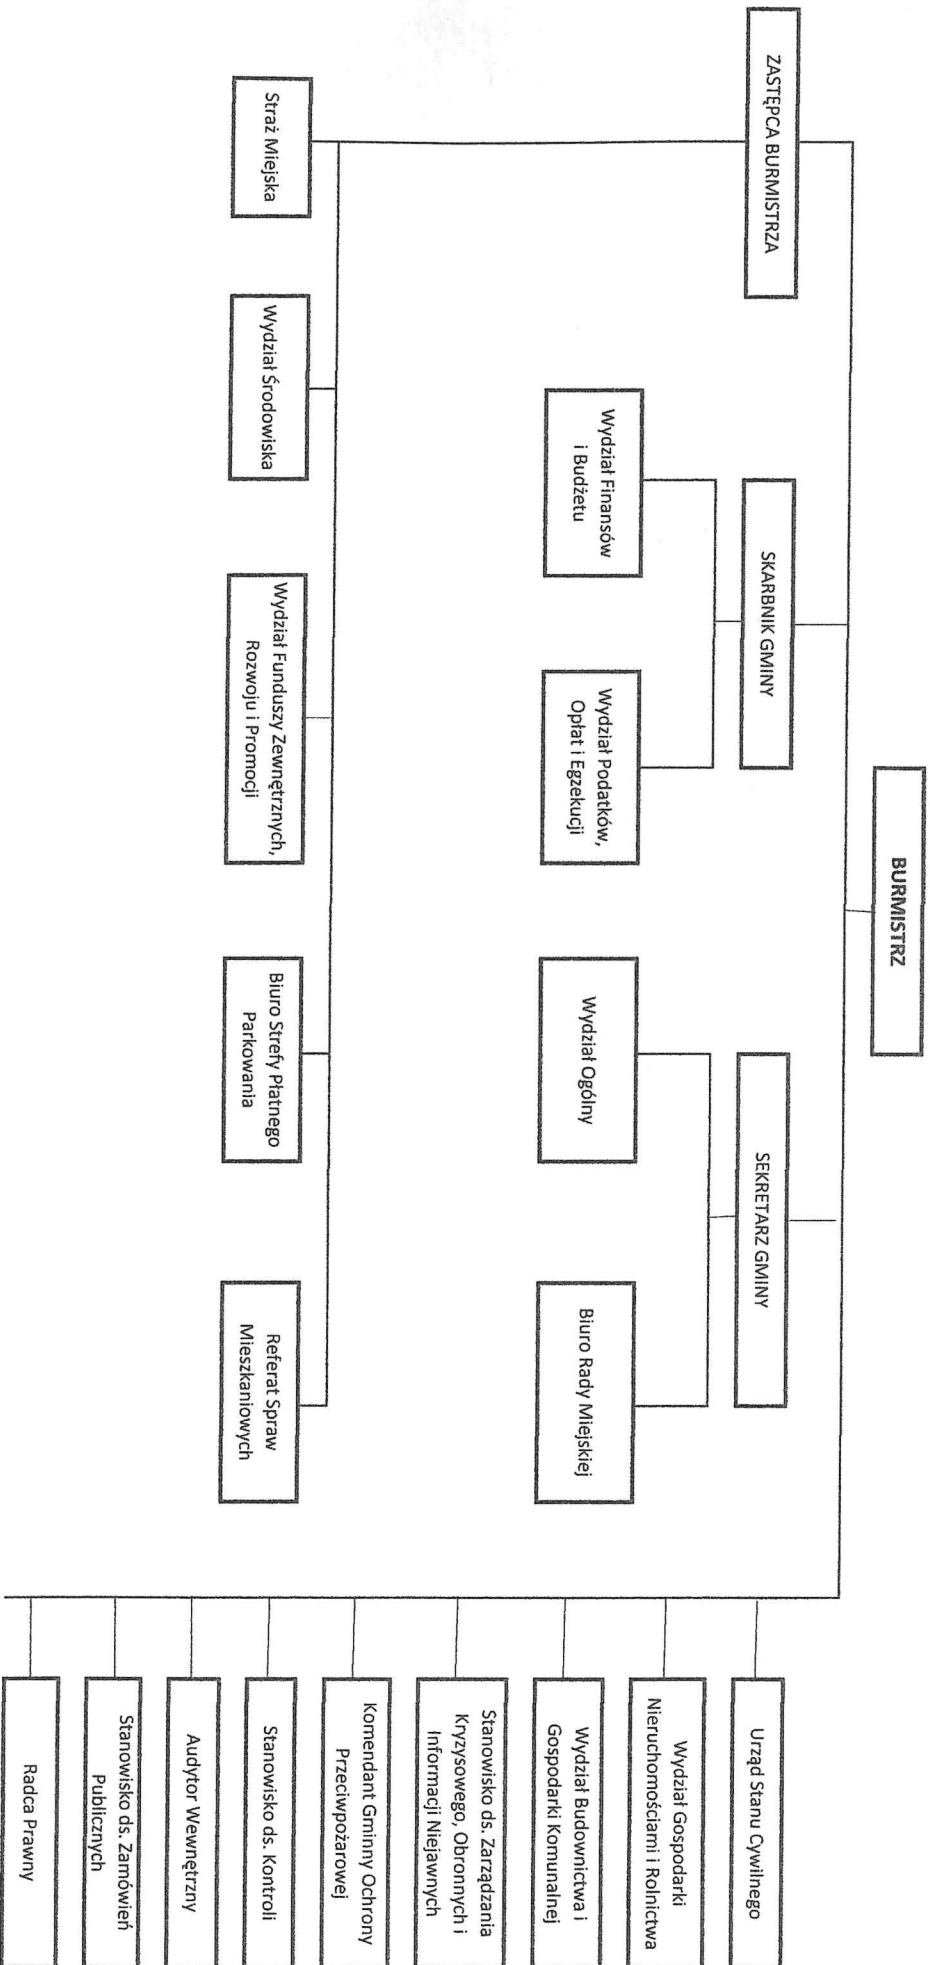 BURMISTRZ
ZASTĘPCA BURMISTRZA
SKARBNIK GMINY
SEKRETARZ GMINY
Wydział Finansów
i Budżetu
Wydział Podatków,
Opłat i Egzekucji
Wydział Ogólny
Biuro Rady Miejskiej
Straż Miejska
Wydział Środowiska
Wydział Funduszy Zewnętrznych,
Rozwoju i Promocji
Biuro Strefy Płatnego
Parkowania
Referat Spraw
Mieszkaniowych
Urząd Stanu Cywilnego
Wydział Gospodarki
Nieruchomościami i Rolnictwa
Wydział Budownictwa i
Gospodarki Komunalnej
Stanowisko ds. Zarządzania
Kryzysowego, Obronnych i
Informacji Niejawnych
Komendant Gminny Ochrony
Przeciwpożarowej
Stanowisko ds. Kontroli
Audytor Wewnętrzny
Stanowisko ds. Zamówień
Publicznych
Radca Prawny